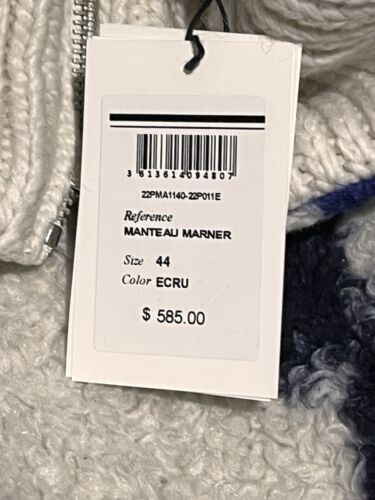 3 613614 094807
22PMA1140-22P011E
Reference
MANTEAU MARNER
Size 44
Color ECRU
$ 585.00